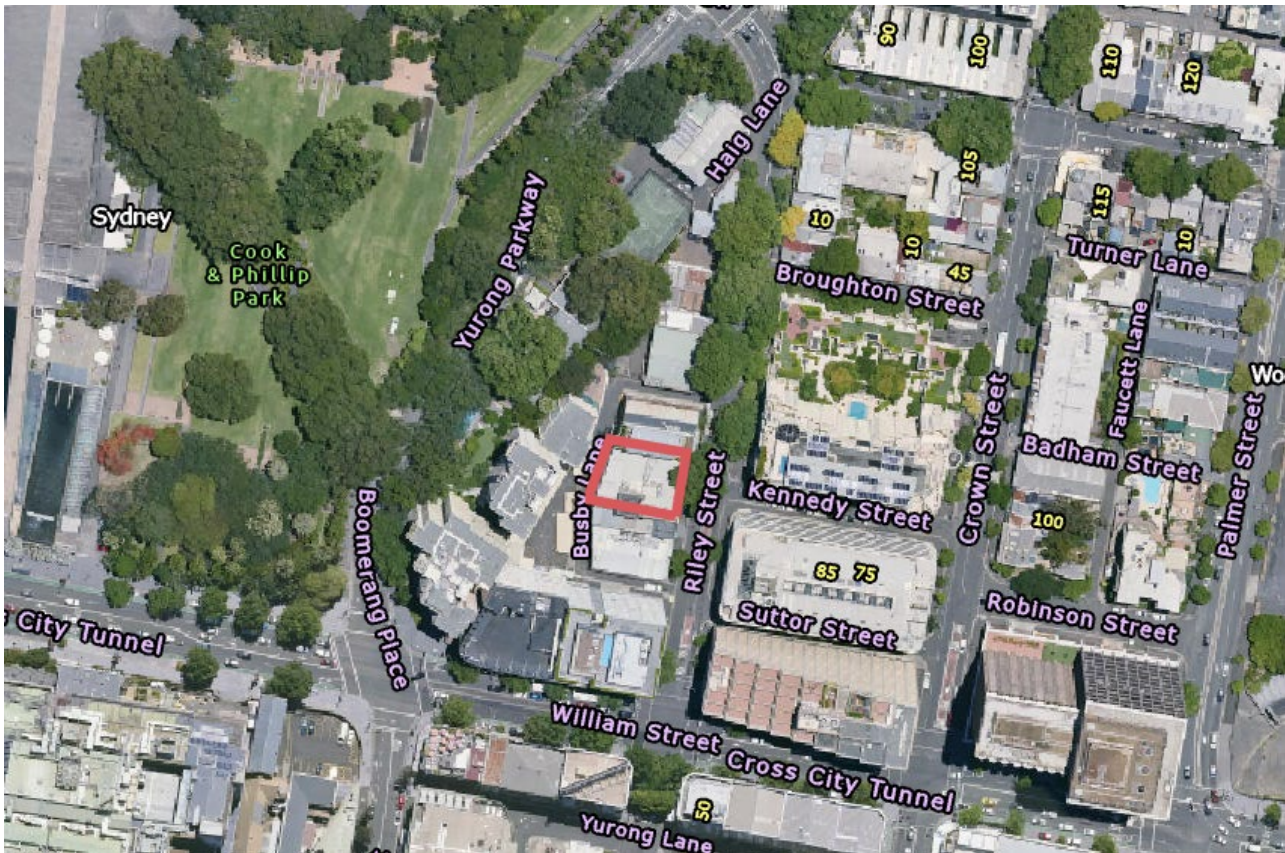 90
100
110
120
Haig Lane
105
115
Sydney
Cook
& Phillip
Park
Yurong Parkway
10
10
45
10
Turner Lane
Broughton Street
Faucett Lane
Wo
Crown Street
Badham Street
Palmer Street
Busby Lane
Riley Street
Kennedy Street
100
Boomerang Place
85 75
Robinson Street
Suttor Street
City Tunnel
William Street Cross City Tunnel
50
Yurong Lane